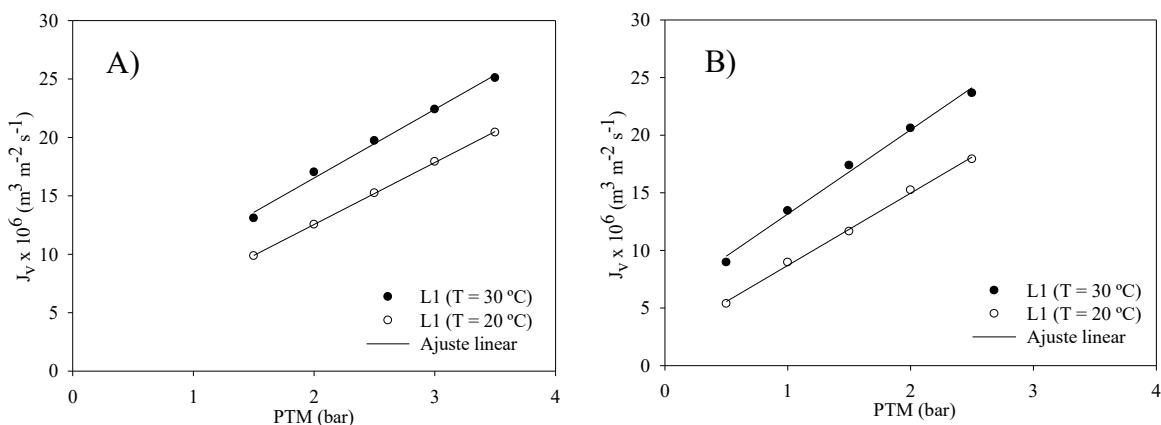 A)
J_v x 10^6 (m^3 m^-2 s^-1)
30
25
20
15
10
5
0
L1 (T = 30 ºC)
L1 (T = 20 ºC)
Ajuste linear
0 1 2 3 4
PTM (bar)
B)
J_v x 10^6 (m^3 m^-2 s^-1)
30
25
20
15
10
5
0
L1 (T = 30 ºC)
L1 (T = 20 ºC)
Ajuste linear
0 1 2 3 4
PTM (bar)